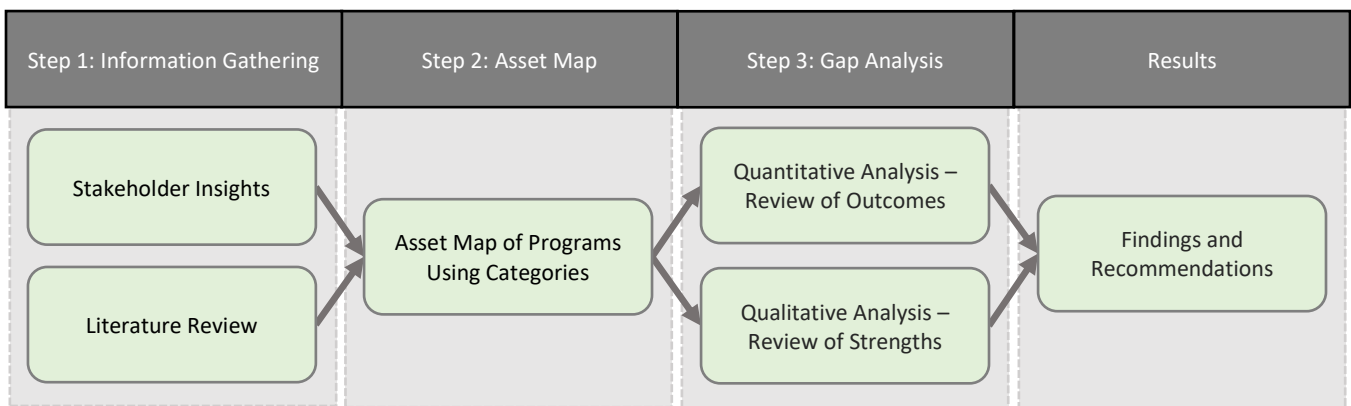 Step 1: Information Gathering
Step 2: Asset Map
Step 3: Gap Analysis
Results
Stakeholder Insights
Literature Review
Asset Map of Programs
Using Categories
Quantitative Analysis –
Review of Outcomes
Qualitative Analysis –
Review of Strengths
Findings and
Recommendations